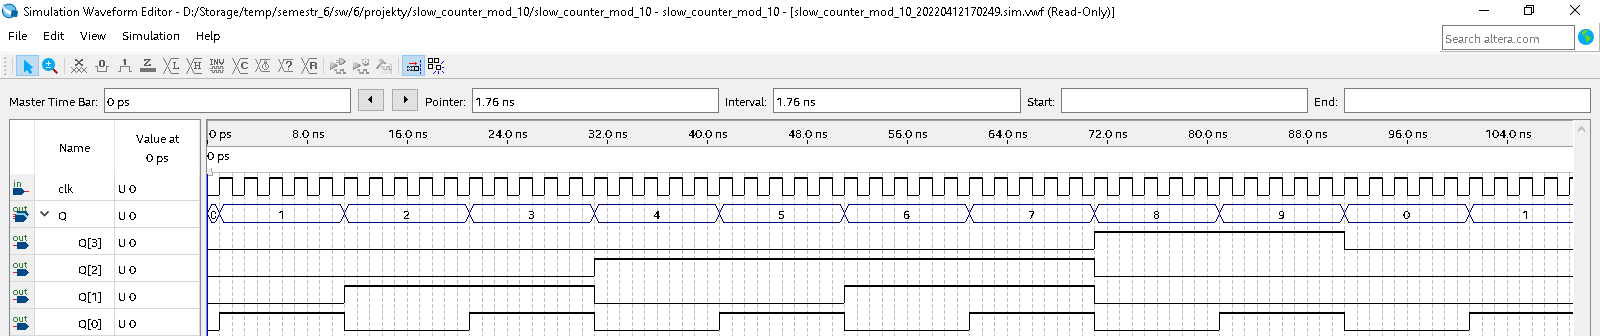 Simulation Waveform Editor - D:/Storage/temp/semestr_6/sw/6/projekty/slow_counter_mod_10/slow_counter_mod_10 - slow_counter_mod_10 - [slow_counter_mod_10_20220412170249.sim.vwf (Read-Only)]
File Edit View Simulation Help
Search altera.com
Master Time Bar: 0 ps Pointer: 1.76 ns Interval: 1.76 ns Start: End:
Name Value at 0 ps
0 ps 8.0 ns 16.0 ns 24.0 ns 32.0 ns 40.0 ns 48.0 ns 56.0 ns 64.0 ns 72.0 ns 80.0 ns 88.0 ns 96.0 ns 104.0 ns
0 ps
in clk U 0
out Q U 0 0 1 2 3 4 5 6 7 8 9 0 1
out Q[3] U 0
out Q[2] U 0
out Q[1] U 0
out Q[0] U 0